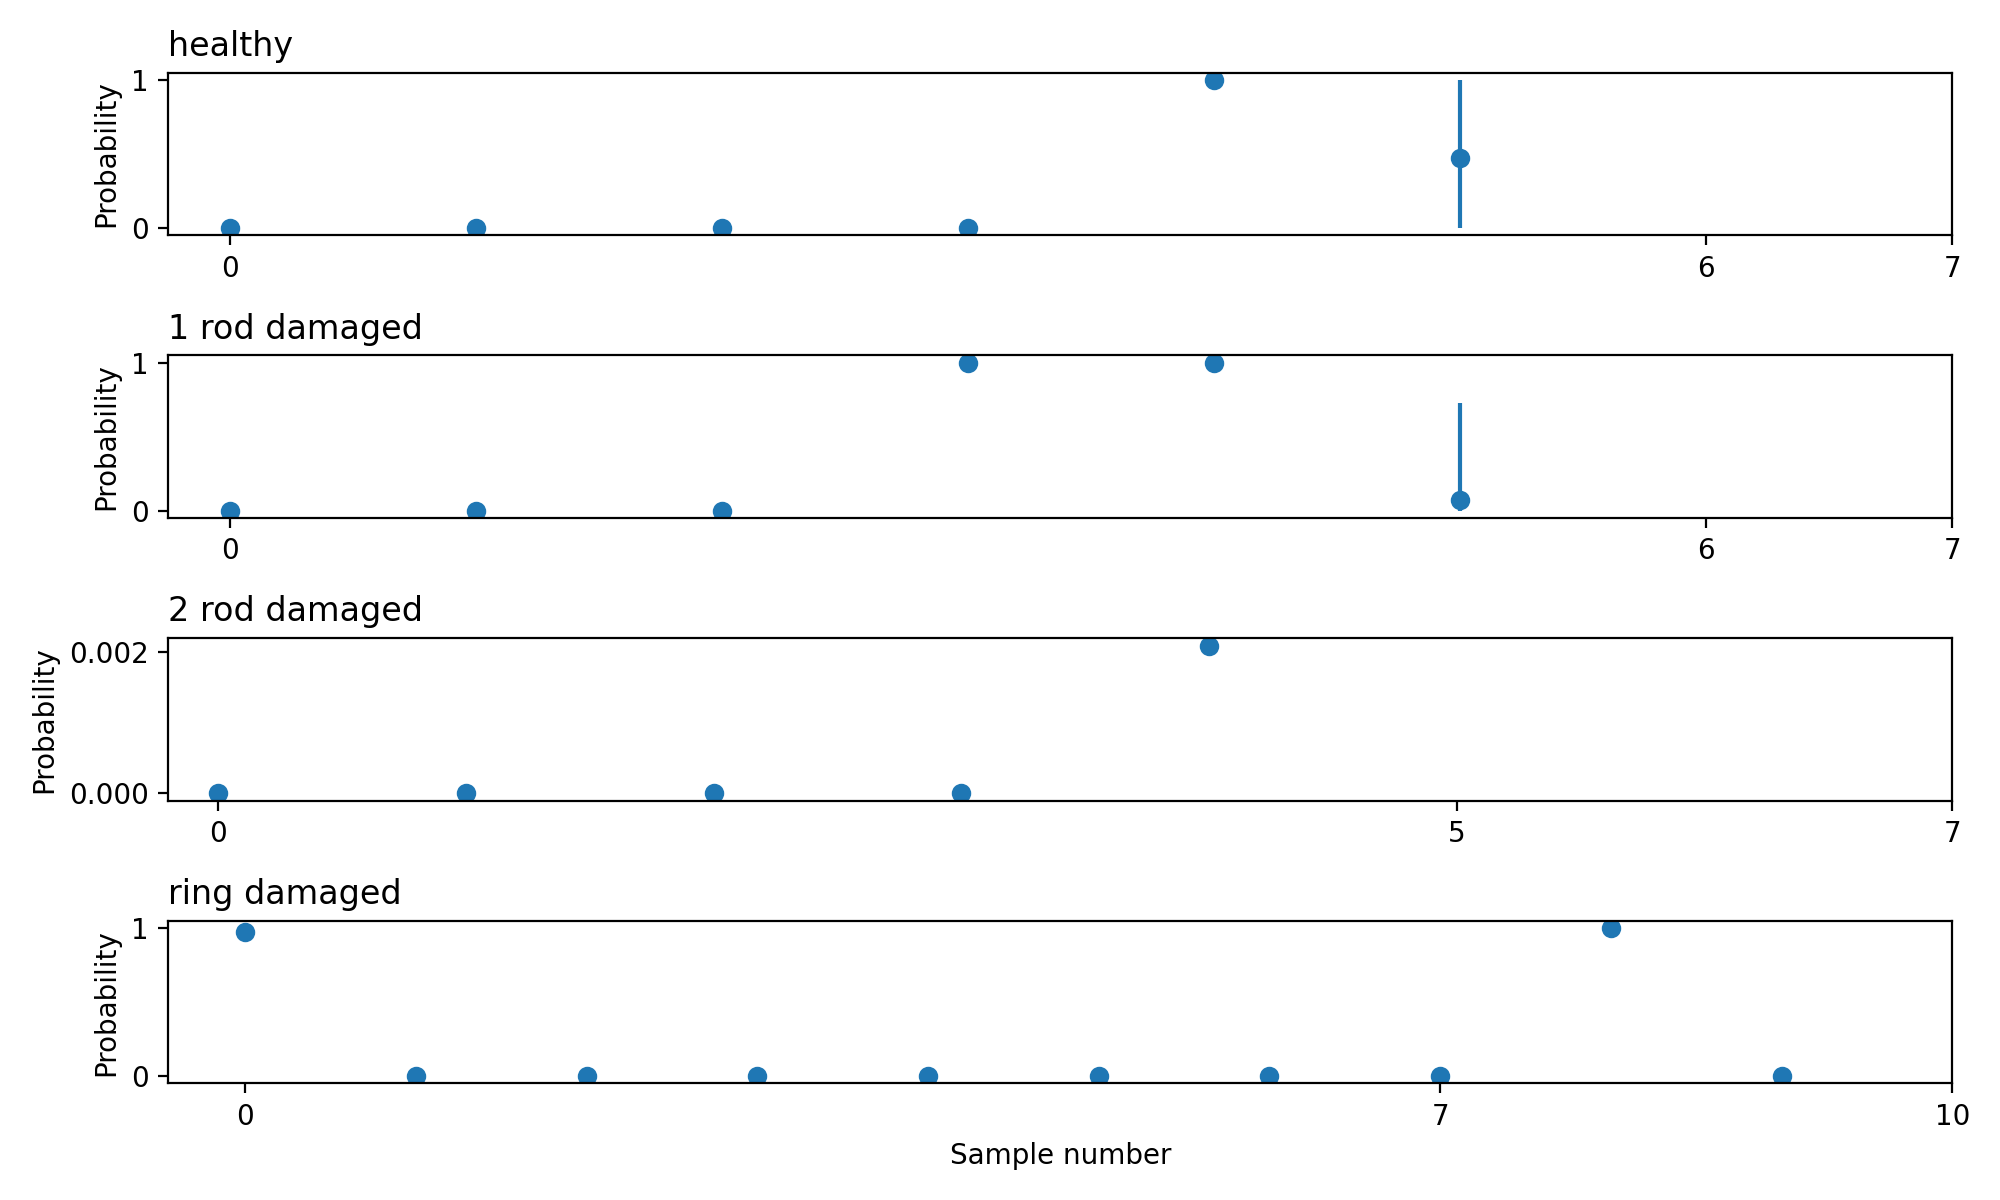 healthy
Probability
1
0
0 6 7
1 rod damaged
Probability
1
0
0 6 7
2 rod damaged
Probability
0.002
0.000
0 5 7
ring damaged
Probability
1
0
0 7 10
Sample number